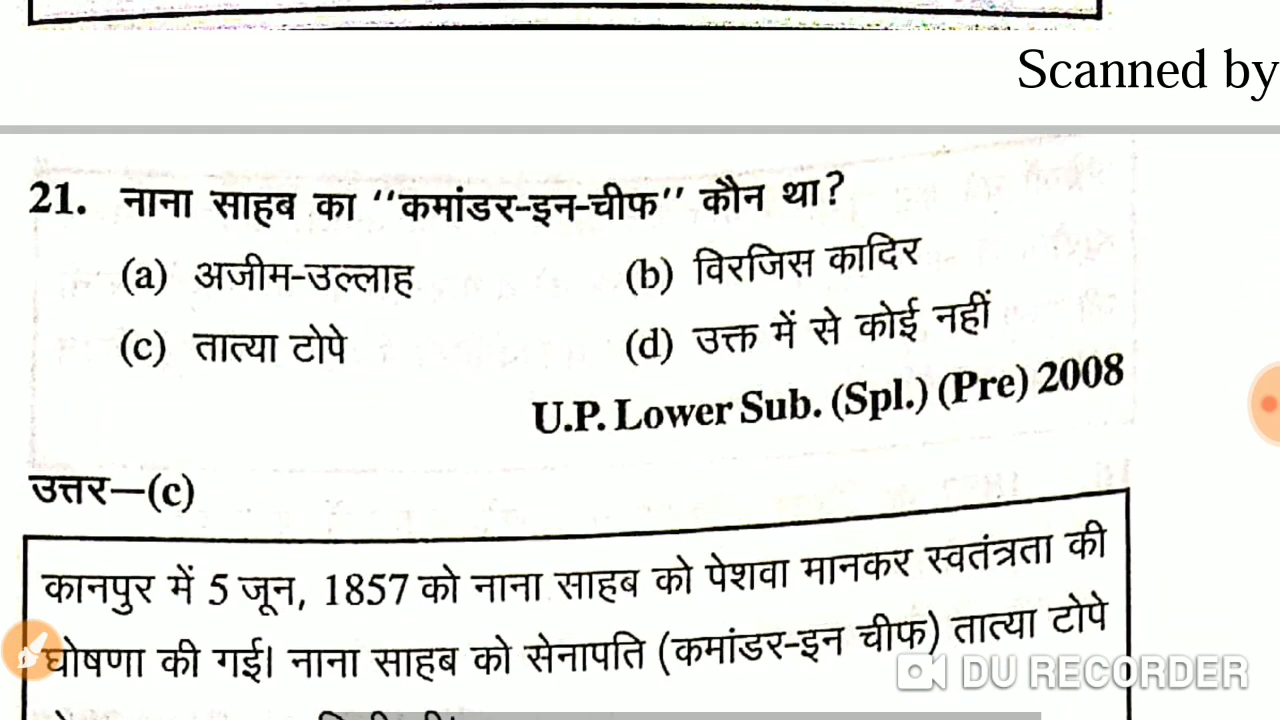 Scanned by
21. नाना साहब का ‘‘कमांडर-इन-चीफ’’ कौन था?
(a) अजीम-उल्लाह (b) विरजिस कादिर
(c) तात्या टोपे (d) उक्त में से कोई नहीं
U.P. Lower Sub. (Spl.) (Pre) 2008
उत्तर—(c)
कानपुर में 5 जून, 1857 को नाना साहब को पेशवा मानकर स्वतंत्रता की
घोषणा की गई। नाना साहब को सेनापति (कमांडर-इन चीफ) तात्या टोपे
DU RECORDER